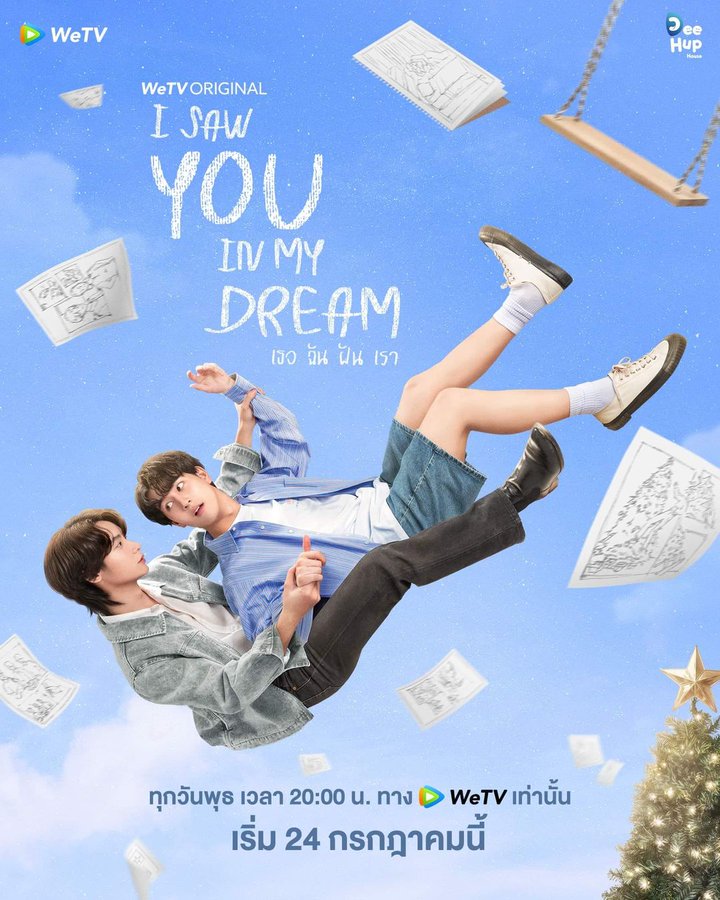 WeTV
Dee
Hup
House
WeTV ORIGINAL
I SAW
YOU
IN MY
DREAM
เธอ ฉัน ฝัน เรา
ทุกวันพุธ เวลา 20:00 น. ทาง WeTV เท่านั้น
เริ่ม 24 กรกฎาคมนี้